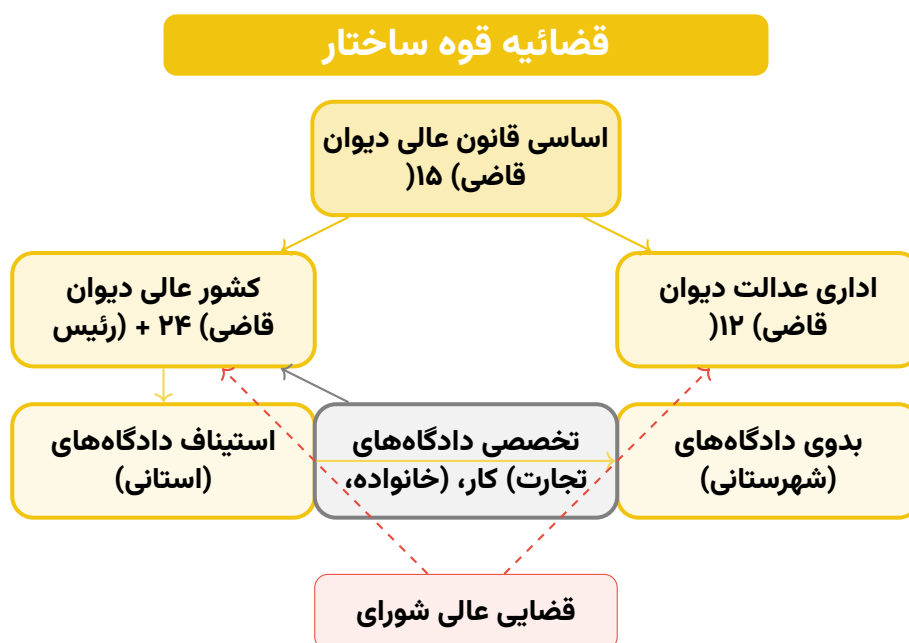 قضائیه قوه ساختار
اساسی قانون عالی دیوان
قاضی) ۱۵(
اداری عدالت دیوان
قاضی) ۱۲(
کشور عالی دیوان
قاضی) ۲۴ + (رئیس
بدوی دادگاه‌های
(شهرستانی)
تخصصی دادگاه‌های
تجارت) کار، (خانواده،
استیناف دادگاه‌های
(استانی)
قضایی عالی شورای